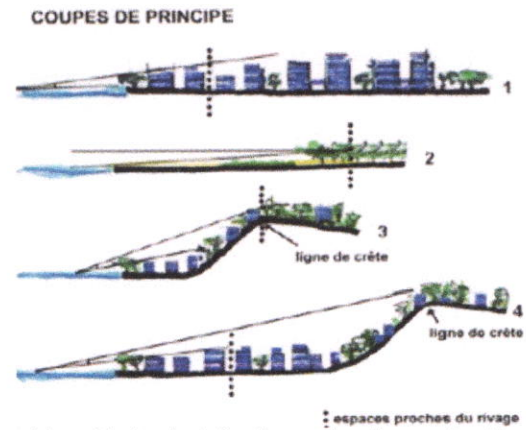 COUPES DE PRINCIPE
1
2
3
ligne de crête
4
ligne de crête
espaces proches du rivage